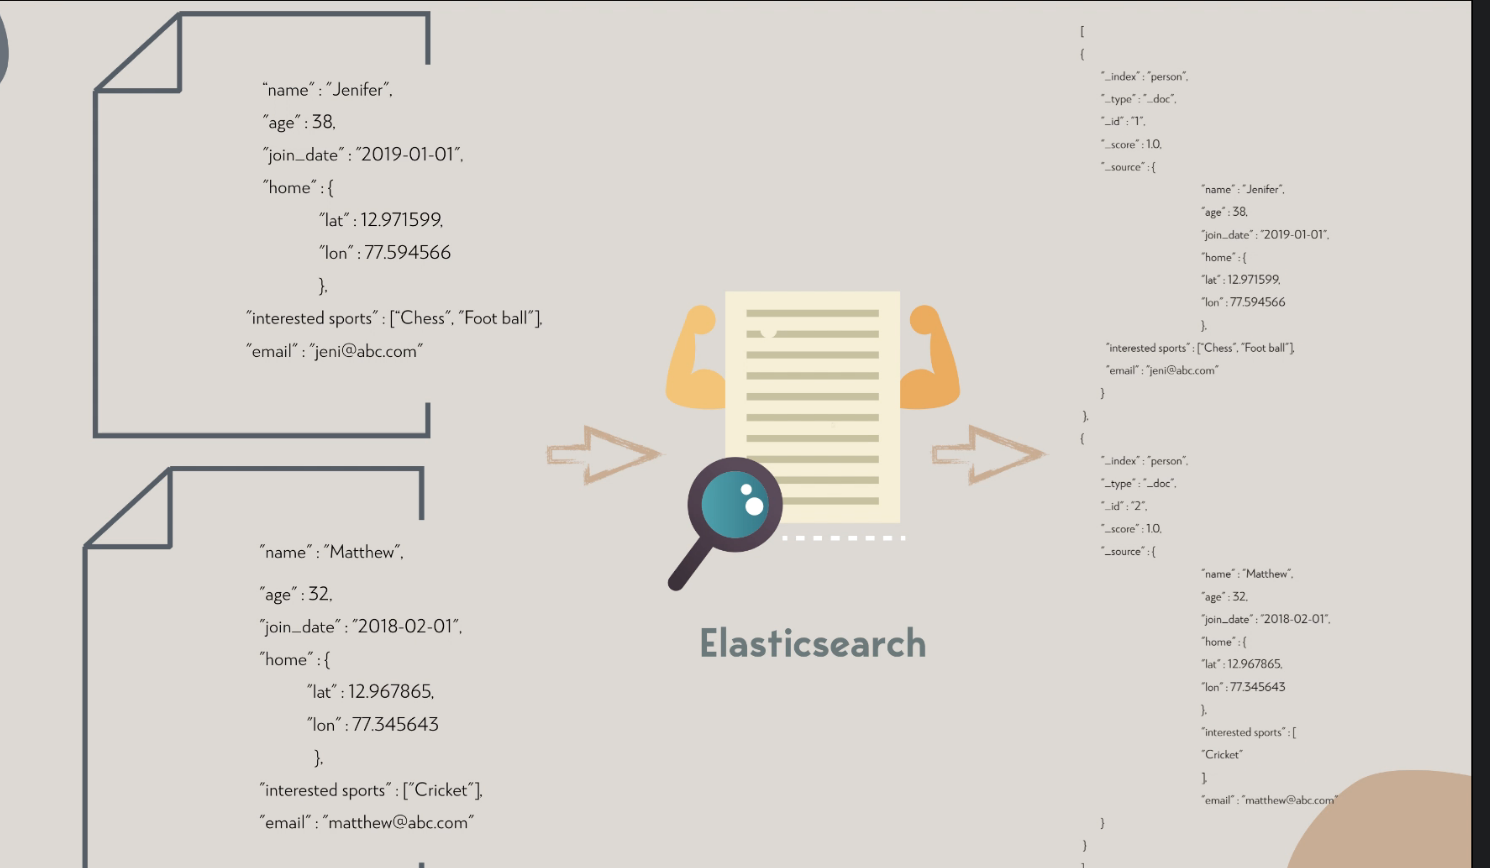 "name" : "Jenifer",
"age" : 38,
"join_date" : "2019-01-01",
"home" : {
"lat" : 12.971599,
"lon" : 77.594566
},
"interested sports" : ["Chess", "Foot ball"],
"email" : "jeni@abc.com"
"name" : "Matthew",
"age" : 32,
"join_date" : "2018-02-01",
"home" : {
"lat" : 12.967865,
"lon" : 77.345643
},
"interested sports" : ["Cricket"],
"email" : "matthew@abc.com"
Elasticsearch
[
{
"_index" : "person",
"_type" : "_doc",
"_id" : "1",
"_score" : 1.0,
"_source" : {
"name" : "Jenifer",
"age" : 38,
"join_date" : "2019-01-01",
"home" : {
"lat" : 12.971599,
"lon" : 77.594566
},
"interested sports" : ["Chess", "Foot ball"],
"email" : "jeni@abc.com"
}
},
{
"_index" : "person",
"_type" : "_doc",
"_id" : "2",
"_score" : 1.0,
"_source" : {
"name" : "Matthew",
"age" : 32,
"join_date" : "2018-02-01",
"home" : {
"lat" : 12.967865,
"lon" : 77.345643
},
"interested sports" : [
"Cricket"
],
"email" : "matthew@abc.com"
}
}
]